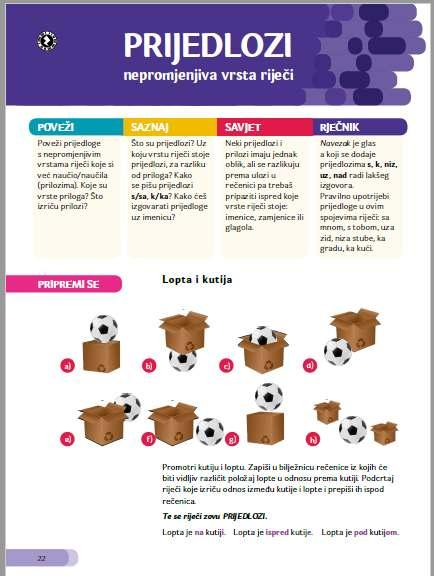 PRIJEDLOZI
nepromjenjiva vrsta riječi
POVEŽI
Poveži prijedloge
s nepromjenjivim
vrstama riječi koje si
već naučio/naučila
(prilozima). Koje su
vrste priloga? Što
izriču prilozi?
SAZNAJ
Što su prijedlozi? Uz
koju vrstu riječi stoje
prijedlozi, za razliku
od priloga? Kako
se pišu prijedlozi
s/sa, k/ka? Kako ćeš
izgovarati prijedloge
uz imenicu?
SAVJET
Neki prijedlozi i
prilozi imaju jednak
oblik, ali se razlikuju
prema ulozi u
rečenici pa trebaš
pripaziti ispred koje
vrste riječi stoje:
imenice, zamjenice ili
glagola.
RJEČNIK
Navezak je glas
a koji se dodaje
prijedlozima s, k, niz,
uz, nad radi lakšeg
izgovora.
Pravilno upotrijebi
prijedloge u ovim
spojevima riječi: sa
mnom, s tobom, uza
zid, niza stube, ka
gradu, ka kući.
PRIPREMI SE
Lopta i kutija
a)
b)
c)
d)
e)
f)
g)
h)
Promotri kutiju i loptu. Zapiši u bilježnicu rečenice iz kojih će
biti vidljiv različit položaj lopte u odnosu prema kutiji. Podcrtaj
riječi koje izriču odnos između kutije i lopte i prepiši ih ispod
rečenica.
Te se riječi zovu PRIJEDLOZI.
Lopta je na kutiji. Lopta je ispred kutije. Lopta je pod kutijom.
22